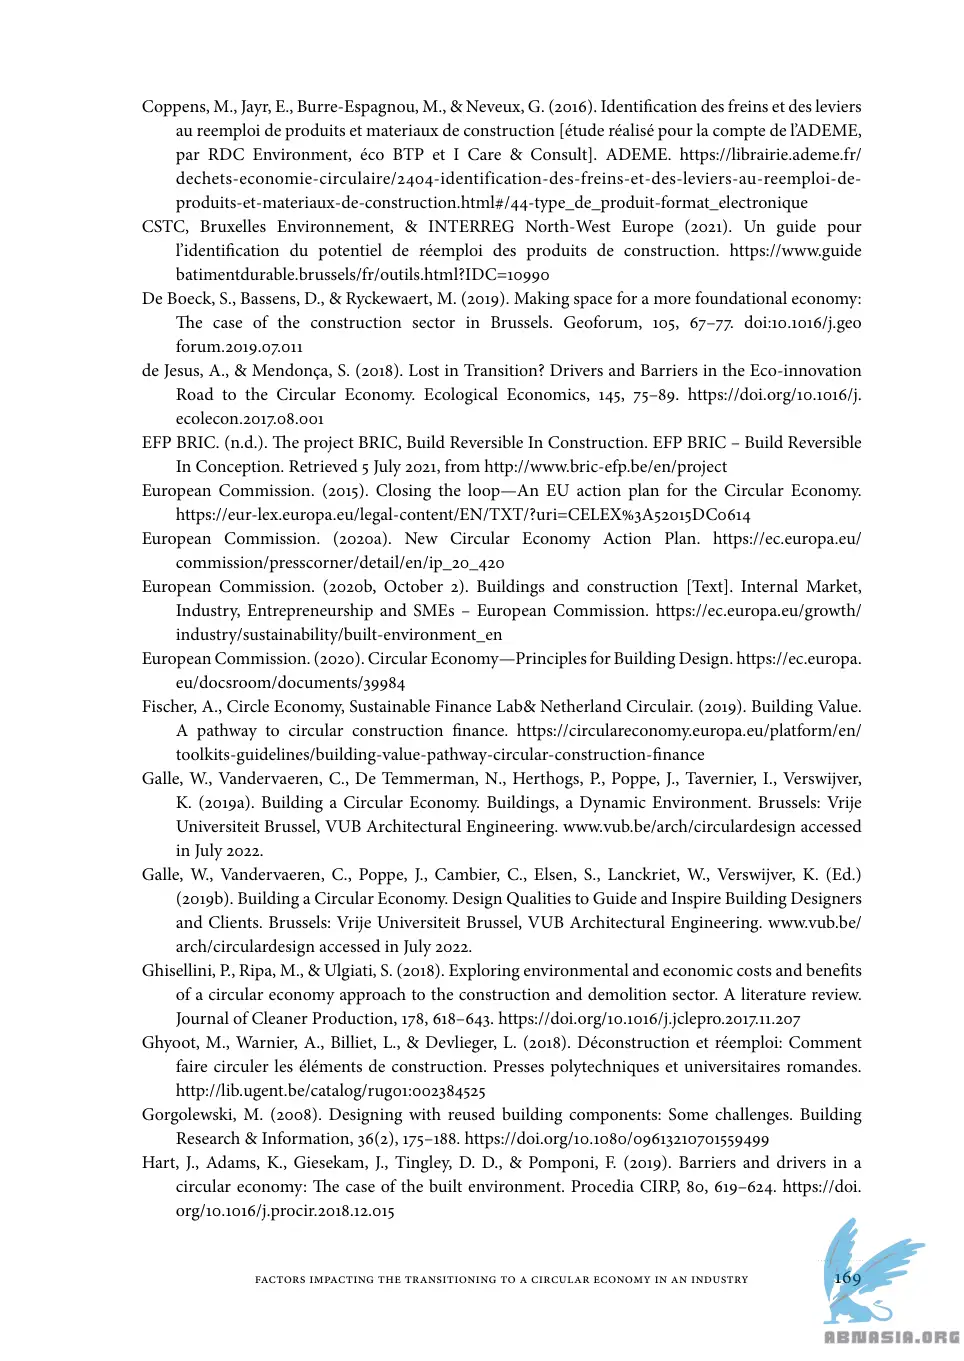 Coppens, M., Jayr, E., Burre-Espagnou, M., & Neveux, G. (2016). Identification des freins et des leviers
au reemploi de produits et materiaux de construction [étude réalisé pour la compte de l’ADEME,
par RDC Environment, éco BTP et I Care & Consult]. ADEME. https://librairie.ademe.fr/
dechets-economie-circulaire/2404-identification-des-freins-et-des-leviers-au-reemploi-de-
produits-et-materiaux-de-construction.html#/44-type_de_produit-format_electronique
CSTC, Bruxelles Environnement, & INTERREG North-West Europe (2021). Un guide pour
l’identification du potentiel de réemploi des produits de construction. https://www.guide
batimentdurable.brussels/fr/outils.html?IDC=10990
De Boeck, S., Bassens, D., & Ryckewaert, M. (2019). Making space for a more foundational economy:
The case of the construction sector in Brussels. Geoforum, 105, 67–77. doi:10.1016/j.geo
forum.2019.07.011
de Jesus, A., & Mendonça, S. (2018). Lost in Transition? Drivers and Barriers in the Eco-innovation
Road to the Circular Economy. Ecological Economics, 145, 75–89. https://doi.org/10.1016/j.
ecolecon.2017.08.001
EFP BRIC. (n.d.). The project BRIC, Build Reversible In Construction. EFP BRIC – Build Reversible
In Conception. Retrieved 5 July 2021, from http://www.bric-efp.be/en/project
European Commission. (2015). Closing the loop—An EU action plan for the Circular Economy.
https://eur-lex.europa.eu/legal-content/EN/TXT/?uri=CELEX%3A52015DC0614
European Commission. (2020a). New Circular Economy Action Plan. https://ec.europa.eu/
commission/presscorner/detail/en/ip_20_420
European Commission. (2020b, October 2). Buildings and construction [Text]. Internal Market,
Industry, Entrepreneurship and SMEs – European Commission. https://ec.europa.eu/growth/
industry/sustainability/built-environment_en
European Commission. (2020). Circular Economy—Principles for Building Design. https://ec.europa.
eu/docsroom/documents/39984
Fischer, A., Circle Economy, Sustainable Finance Lab& Netherland Circulair. (2019). Building Value.
A pathway to circular construction finance. https://circulareconomy.europa.eu/platform/en/
toolkits-guidelines/building-value-pathway-circular-construction-finance
Galle, W., Vandervaeren, C., De Temmerman, N., Herthogs, P., Poppe, J., Tavernier, I., Verswijver,
K. (2019a). Building a Circular Economy. Buildings, a Dynamic Environment. Brussels: Vrije
Universiteit Brussel, VUB Architectural Engineering. www.vub.be/arch/circulardesign accessed
in July 2022.
Galle, W., Vandervaeren, C., Poppe, J., Cambier, C., Elsen, S., Lanckriet, W., Verswijver, K. (Ed.)
(2019b). Building a Circular Economy. Design Qualities to Guide and Inspire Building Designers
and Clients. Brussels: Vrije Universiteit Brussel, VUB Architectural Engineering. www.vub.be/
arch/circulardesign accessed in July 2022.
Ghisellini, P., Ripa, M., & Ulgiati, S. (2018). Exploring environmental and economic costs and benefits
of a circular economy approach to the construction and demolition sector. A literature review.
Journal of Cleaner Production, 178, 618–643. https://doi.org/10.1016/j.jclepro.2017.11.207
Ghyoot, M., Warnier, A., Billiet, L., & Devlieger, L. (2018). Déconstruction et réemploi: Comment
faire circuler les éléments de construction. Presses polytechniques et universitaires romandes.
http://lib.ugent.be/catalog/rug01:002384525
Gorgolewski, M. (2008). Designing with reused building components: Some challenges. Building
Research & Information, 36(2), 175–188. https://doi.org/10.1080/09613210701559499
Hart, J., Adams, K., Giesekam, J., Tingley, D. D., & Pomponi, F. (2019). Barriers and drivers in a
circular economy: The case of the built environment. Procedia CIRP, 80, 619–624. https://doi.
org/10.1016/j.procir.2018.12.015
FACTORS IMPACTING THE TRANSITIONING TO A CIRCULAR ECONOMY IN AN INDUSTRY 169
ABNASIA.ORG